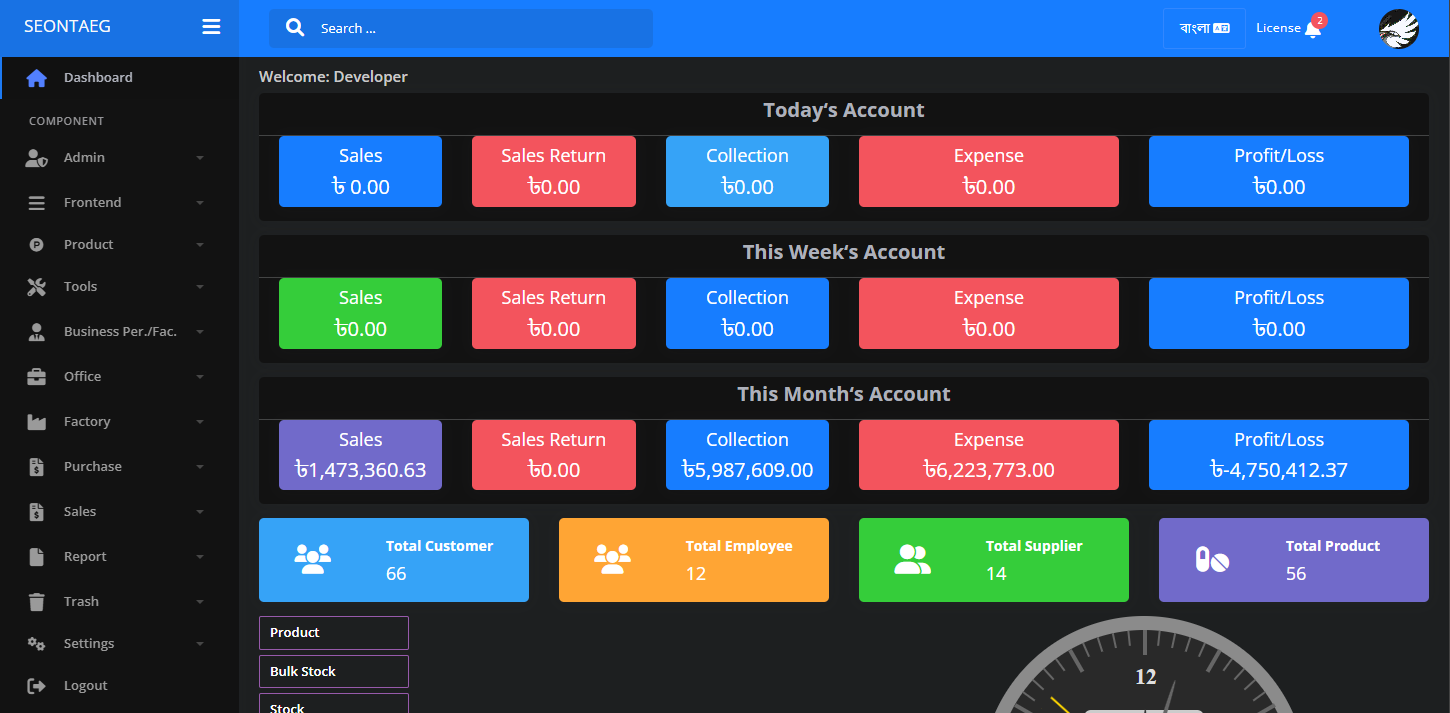 SEONTAEG
Search ...
বাংলা
License
2
Dashboard
COMPONENT
Admin
Frontend
Product
Tools
Business Per./Fac.
Office
Factory
Purchase
Sales
Report
Trash
Settings
Logout
Welcome: Developer
Today's Account
Sales
৳ 0.00
Sales Return
৳0.00
Collection
৳0.00
Expense
৳0.00
Profit/Loss
৳0.00
This Week's Account
Sales
৳0.00
Sales Return
৳0.00
Collection
৳0.00
Expense
৳0.00
Profit/Loss
৳0.00
This Month's Account
Sales
৳1,473,360.63
Sales Return
৳0.00
Collection
৳5,987,609.00
Expense
৳6,223,773.00
Profit/Loss
৳-4,750,412.37
Total Customer
66
Total Employee
12
Total Supplier
14
Total Product
56
Product
Bulk Stock
Stock
12